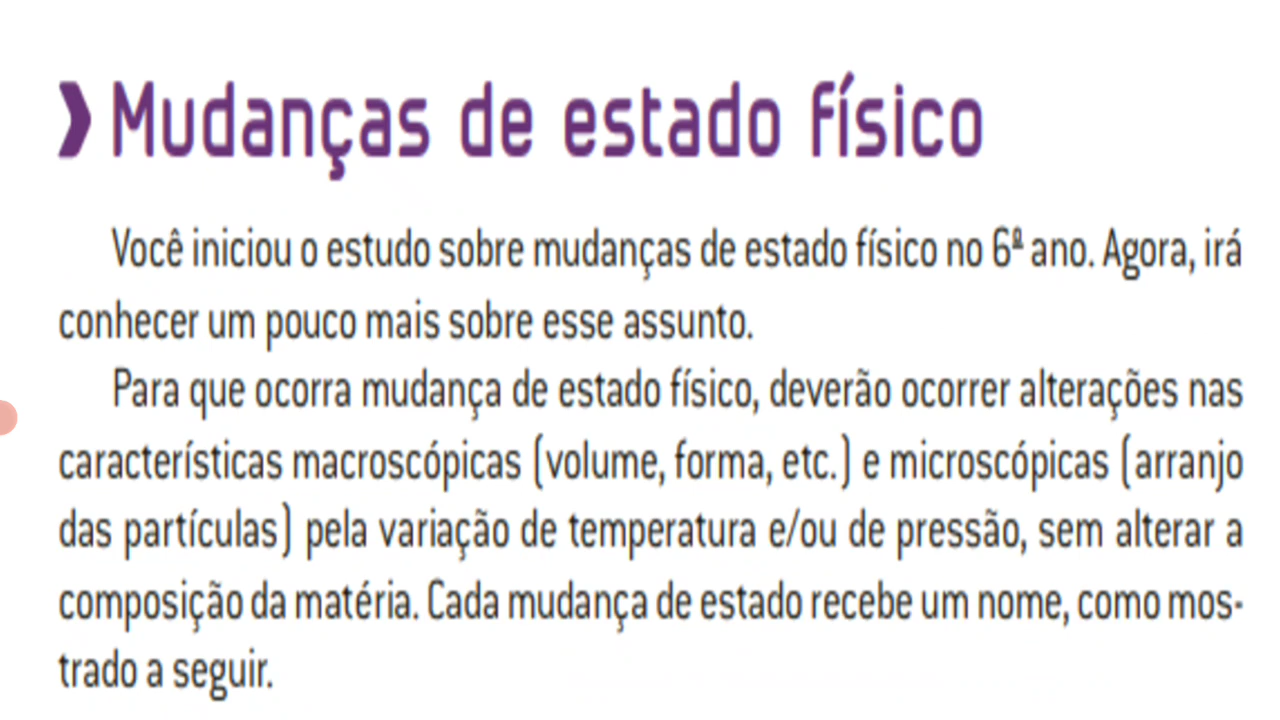 Mudanças de estado físico
Você iniciou o estudo sobre mudanças de estado físico no 6º ano. Agora, irá
conhecer um pouco mais sobre esse assunto.
Para que ocorra mudança de estado físico, deverão ocorrer alterações nas
características macroscópicas (volume, forma, etc.) e microscópicas (arranjo
das partículas) pela variação de temperatura e/ou de pressão, sem alterar a
composição da matéria. Cada mudança de estado recebe um nome, como mos-
trado a seguir.